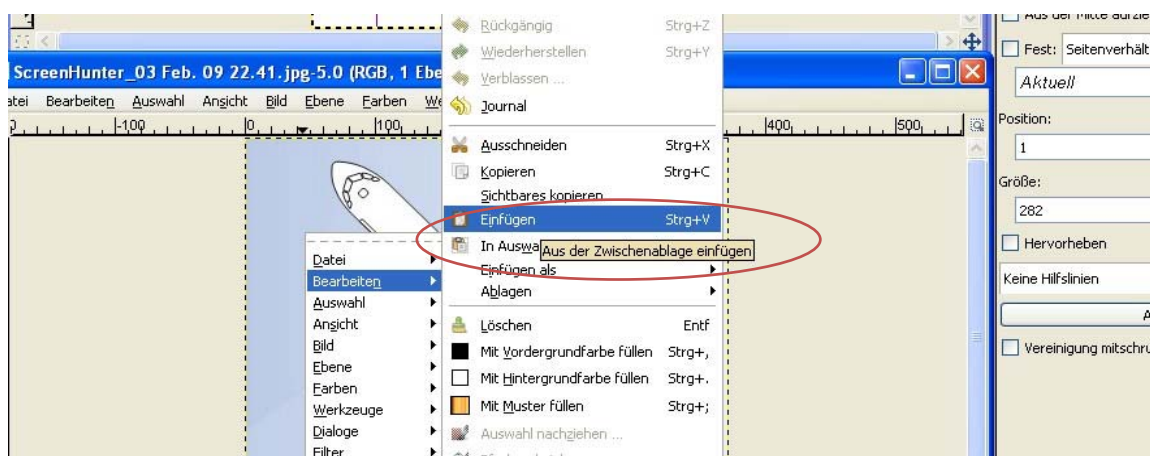 Rückgängig Strg+Z
Wiederherstellen Strg+Y
Verblassen ...
Journal
Ausschneiden Strg+X
Kopieren Strg+C
Sichtbares kopieren
Einfügen Strg+V
In Auswa
Aus der Zwischenablage einfügen
Einfügen als
Ablagen
Löschen Entf
Mit Vordergrundfarbe füllen Strg+,
Mit Hintergrundfarbe füllen Strg+.
Mit Muster füllen Strg+;
Auswahl nachziehen ...
ScreenHunter_03 Feb. 09 22.41.jpg-5.0 (RGB, 1 Ebe
atei Bearbeiten Auswahl Ansicht Bild Ebene Farben We
-100 0 100 400 500
Datei
Bearbeiten
Auswahl
Ansicht
Bild
Ebene
Farben
Werkzeuge
Dialoge
Filter
Aus der Mitte aufzie
Fest: Seitenverhält
Aktuell
Position:
1
Größe:
282
Hervorheben
Keine Hilfslinien
A
Vereinigung mitschru